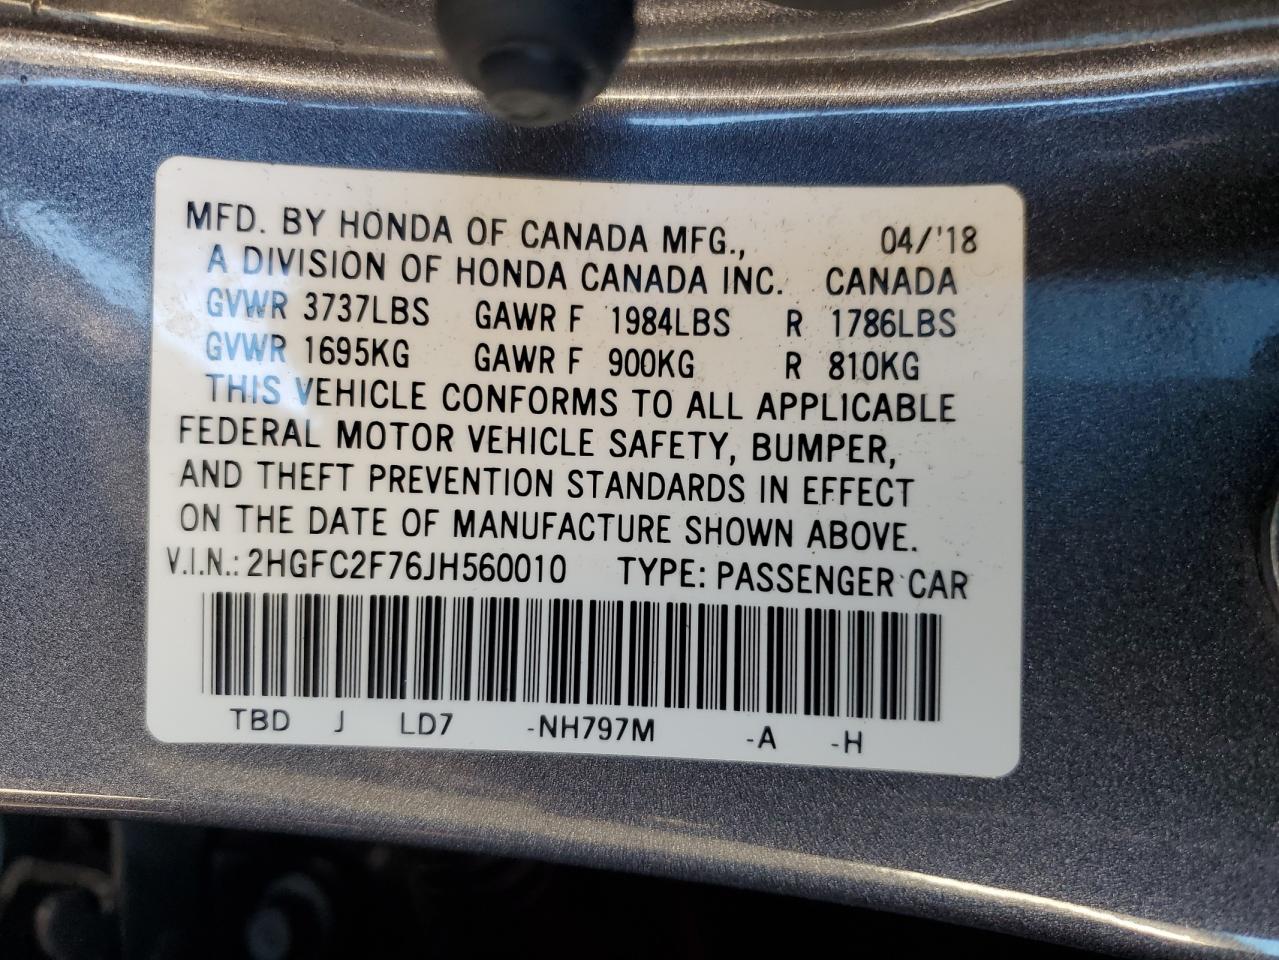 MFD. BY HONDA OF CANADA MFG., 04/'18
A DIVISION OF HONDA CANADA INC. CANADA
GVWR 3737LBS GAWR F 1984LBS R 1786LBS
GVWR 1695KG GAWR F 900KG R 810KG
THIS VEHICLE CONFORMS TO ALL APPLICABLE
FEDERAL MOTOR VEHICLE SAFETY, BUMPER,
AND THEFT PREVENTION STANDARDS IN EFFECT
ON THE DATE OF MANUFACTURE SHOWN ABOVE.
V.I.N.: 2HGFC2F76JH560010 TYPE: PASSENGER CAR
TBD J LD7 -NH797M -A -H